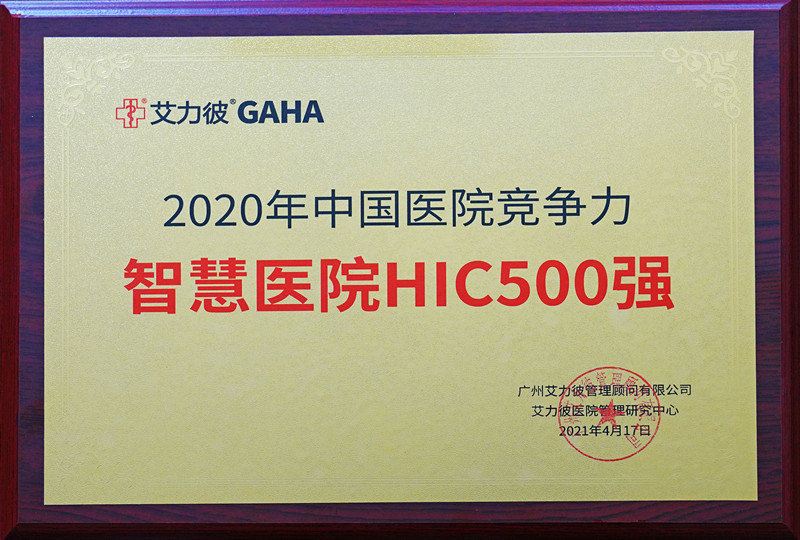 艾力彼® GAHA
2020年中国医院竞争力
智慧医院HIC500强
广州艾力彼管理顾问有限公司
艾力彼医院管理研究中心
2021年4月17日